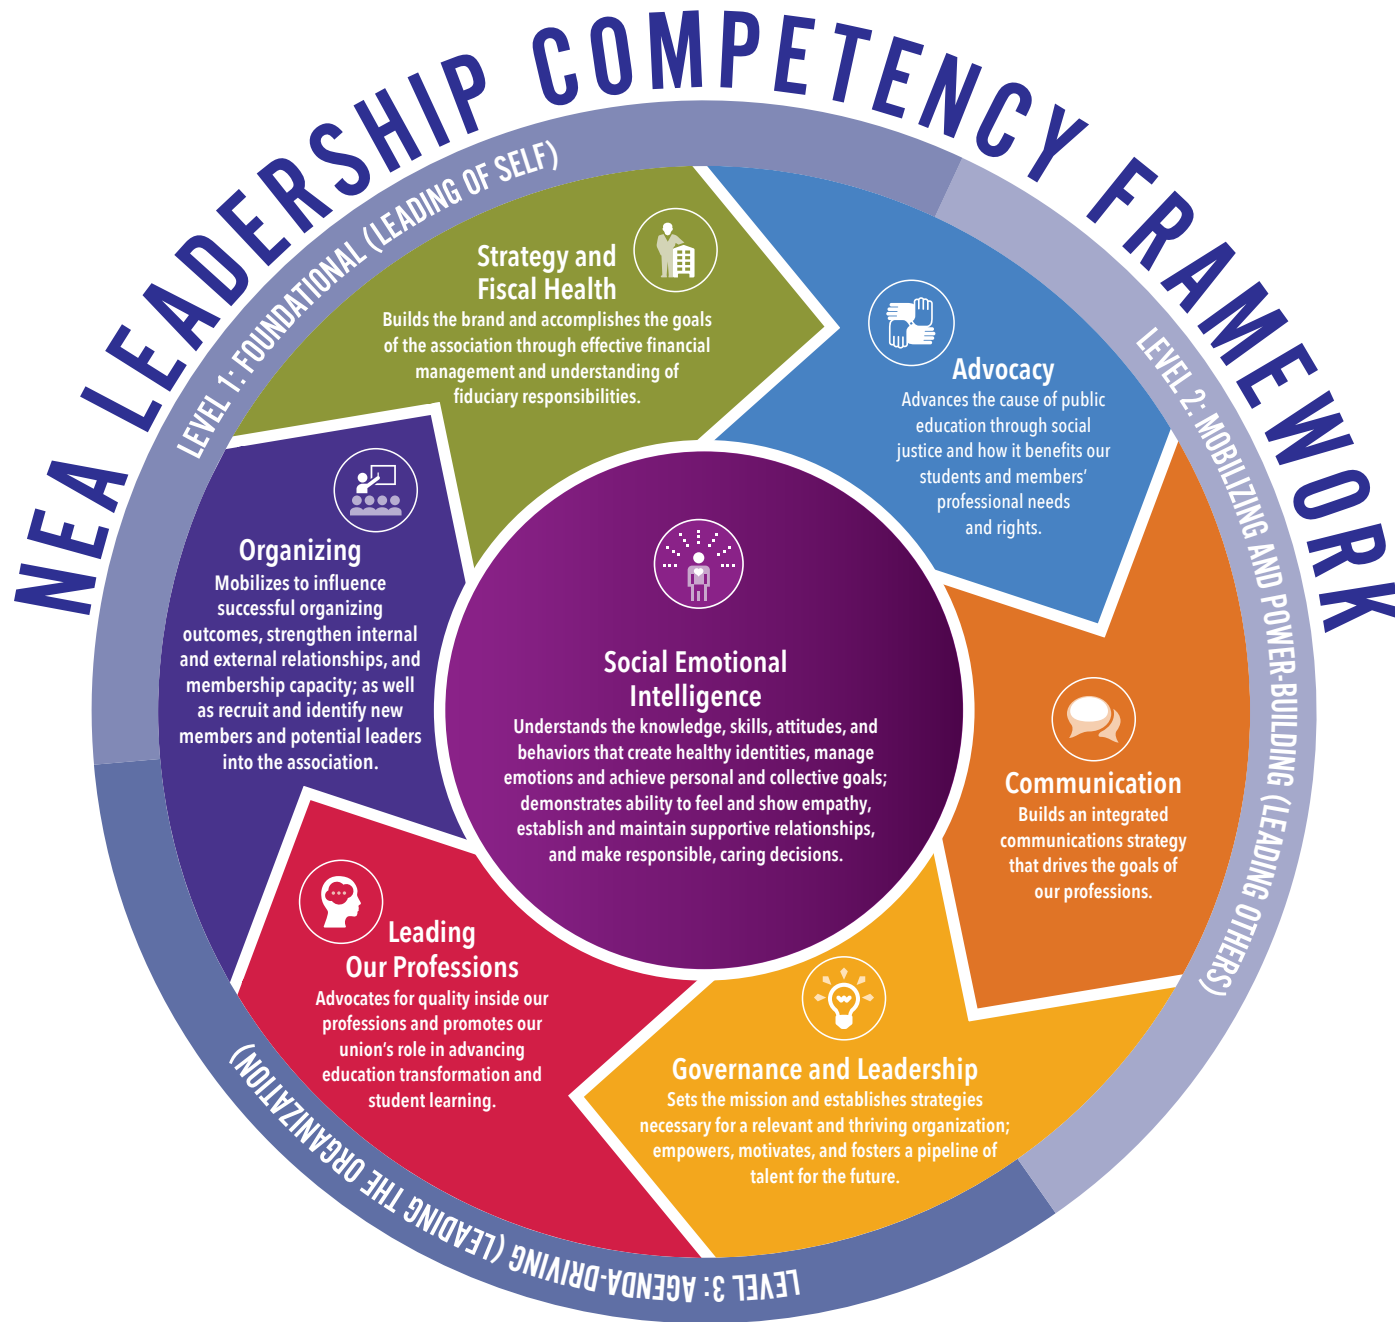 NEA LEADERSHIP COMPETENCY FRAMEWORK
LEVEL 1: FOUNDATIONAL (LEADING OF SELF)
LEVEL 2: MOBILIZING AND POWER-BUILDING (LEADING OTHERS)
LEVEL 3: AGENDA-DRIVING (LEADING THE ORGANIZATION)
Strategy and
Fiscal Health
Builds the brand and accomplishes the goals
of the association through effective financial
management and understanding of
fiduciary responsibilities.
Advocacy
Advances the cause of public
education through social
justice and how it benefits our
students and members’
professional needs
and rights.
Communication
Builds an integrated
communications strategy
that drives the goals of
our professions.
Governance and Leadership
Sets the mission and establishes strategies
necessary for a relevant and thriving organization;
empowers, motivates, and fosters a pipeline of
talent for the future.
Leading
Our Professions
Advocates for quality inside our
professions and promotes our
union’s role in advancing
education transformation and
student learning.
Organizing
Mobilizes to influence
successful organizing
outcomes, strengthen internal
and external relationships, and
membership capacity; as well
as recruit and identify new
members and potential leaders
into the association.
Social Emotional
Intelligence
Understands the knowledge, skills, attitudes, and
behaviors that create healthy identities, manage
emotions and achieve personal and collective goals;
demonstrates ability to feel and show empathy,
establish and maintain supportive relationships,
and make responsible, caring decisions.